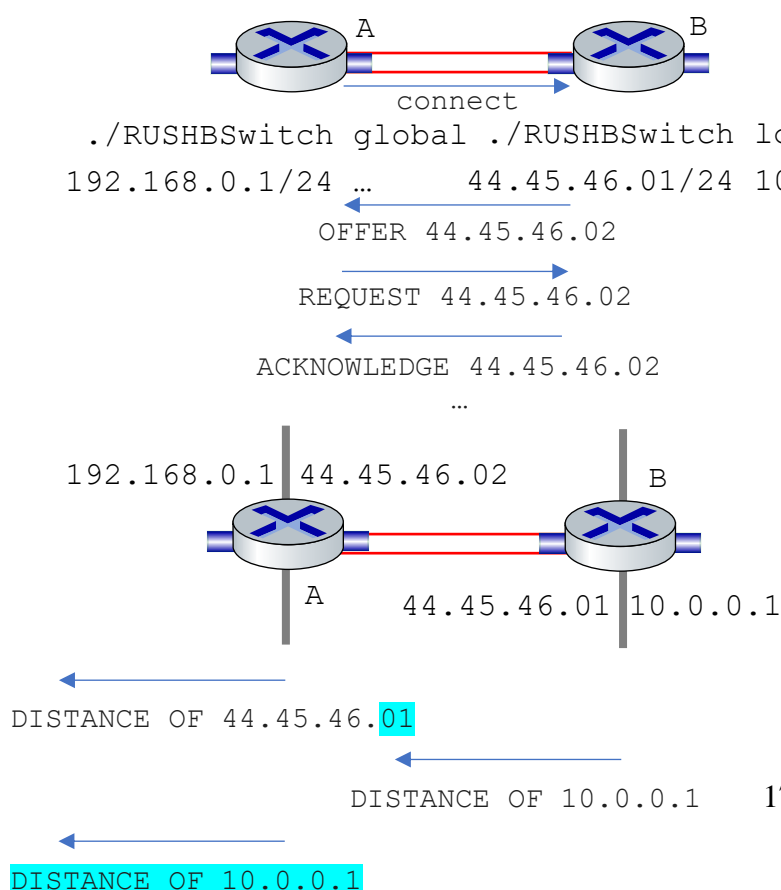 A B
connect
./RUSHBSwitch global ./RUSHBSwitch
192.168.0.1/24 … 44.45.46.01/24
OFFER 44.45.46.02
REQUEST 44.45.46.02
ACKNOWLEDGE 44.45.46.02
…
192.168.0.1 44.45.46.02 B
A 44.45.46.01 10.0.0.1
DISTANCE OF 44.45.46.01
DISTANCE OF 10.0.0.1
DISTANCE OF 10.0.0.1